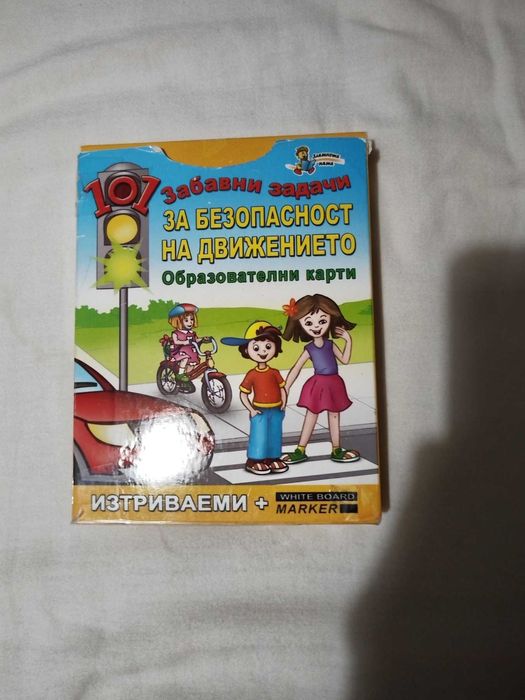 101
Забавни задачи
ЗА БЕЗОПАСНОСТ
НА ДВИЖЕНИЕТО
Образователни карти
ИЗТРИВАЕМИ +
WHITE BOARD
MARKER